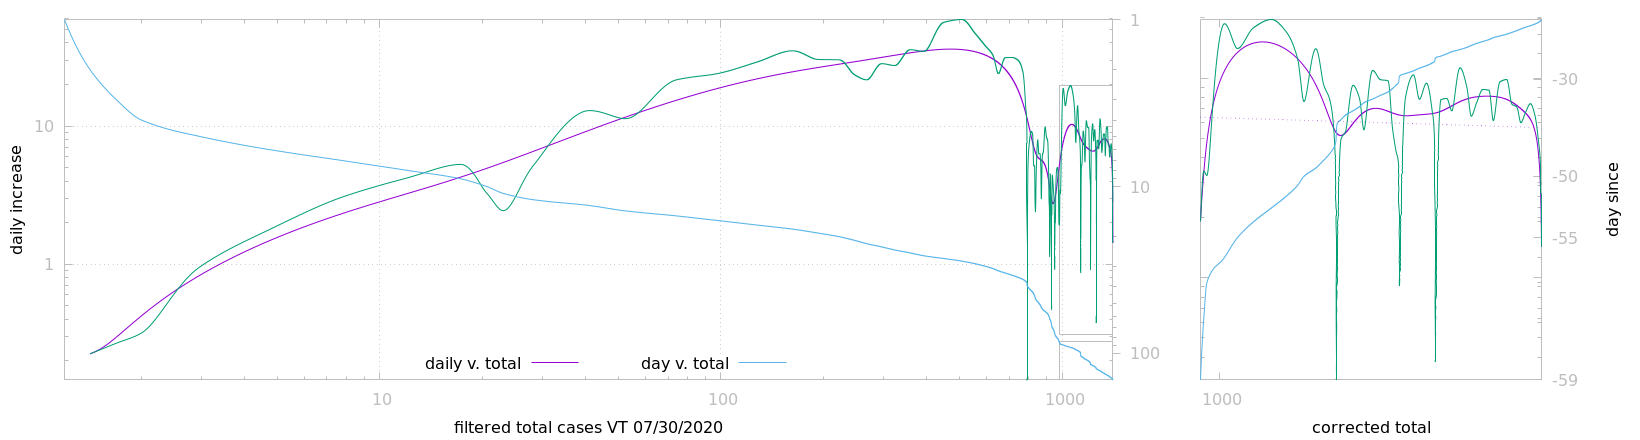 daily increase
10
1
daily v. total
day v. total
10
100
1000
filtered total cases VT 07/30/2020
1
10
100
1000
corrected total
-30
-50
-55
-59
day since